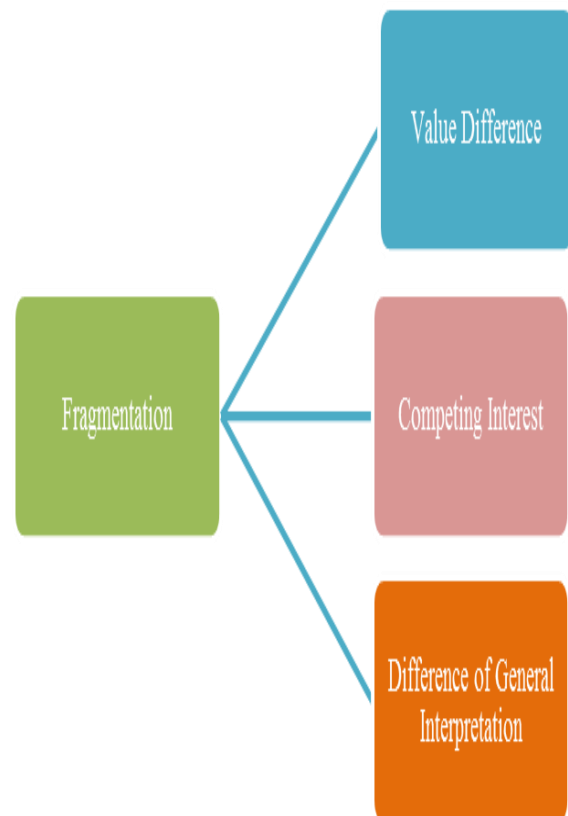 Value Difference
Fragmentation
Competing Interest
Difference of General
Interpretation